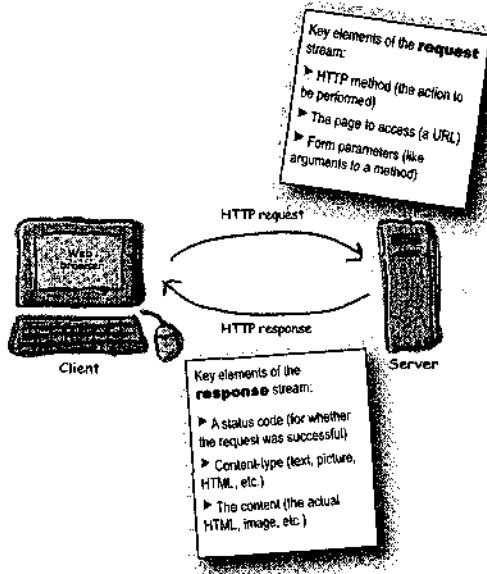 Key elements of the request
stream:
► HTTP method (the action to
be performed)
► The page to access (a URL)
► Form parameters (like
arguments to a method)
HTTP request
Web
browser
HTTP response
Client
Server
Key elements of the
response stream:
► A status code (for whether
the request was successful)
► Content-type (text, picture,
HTML, etc.)
► The content (the actual
HTML, image, etc.)